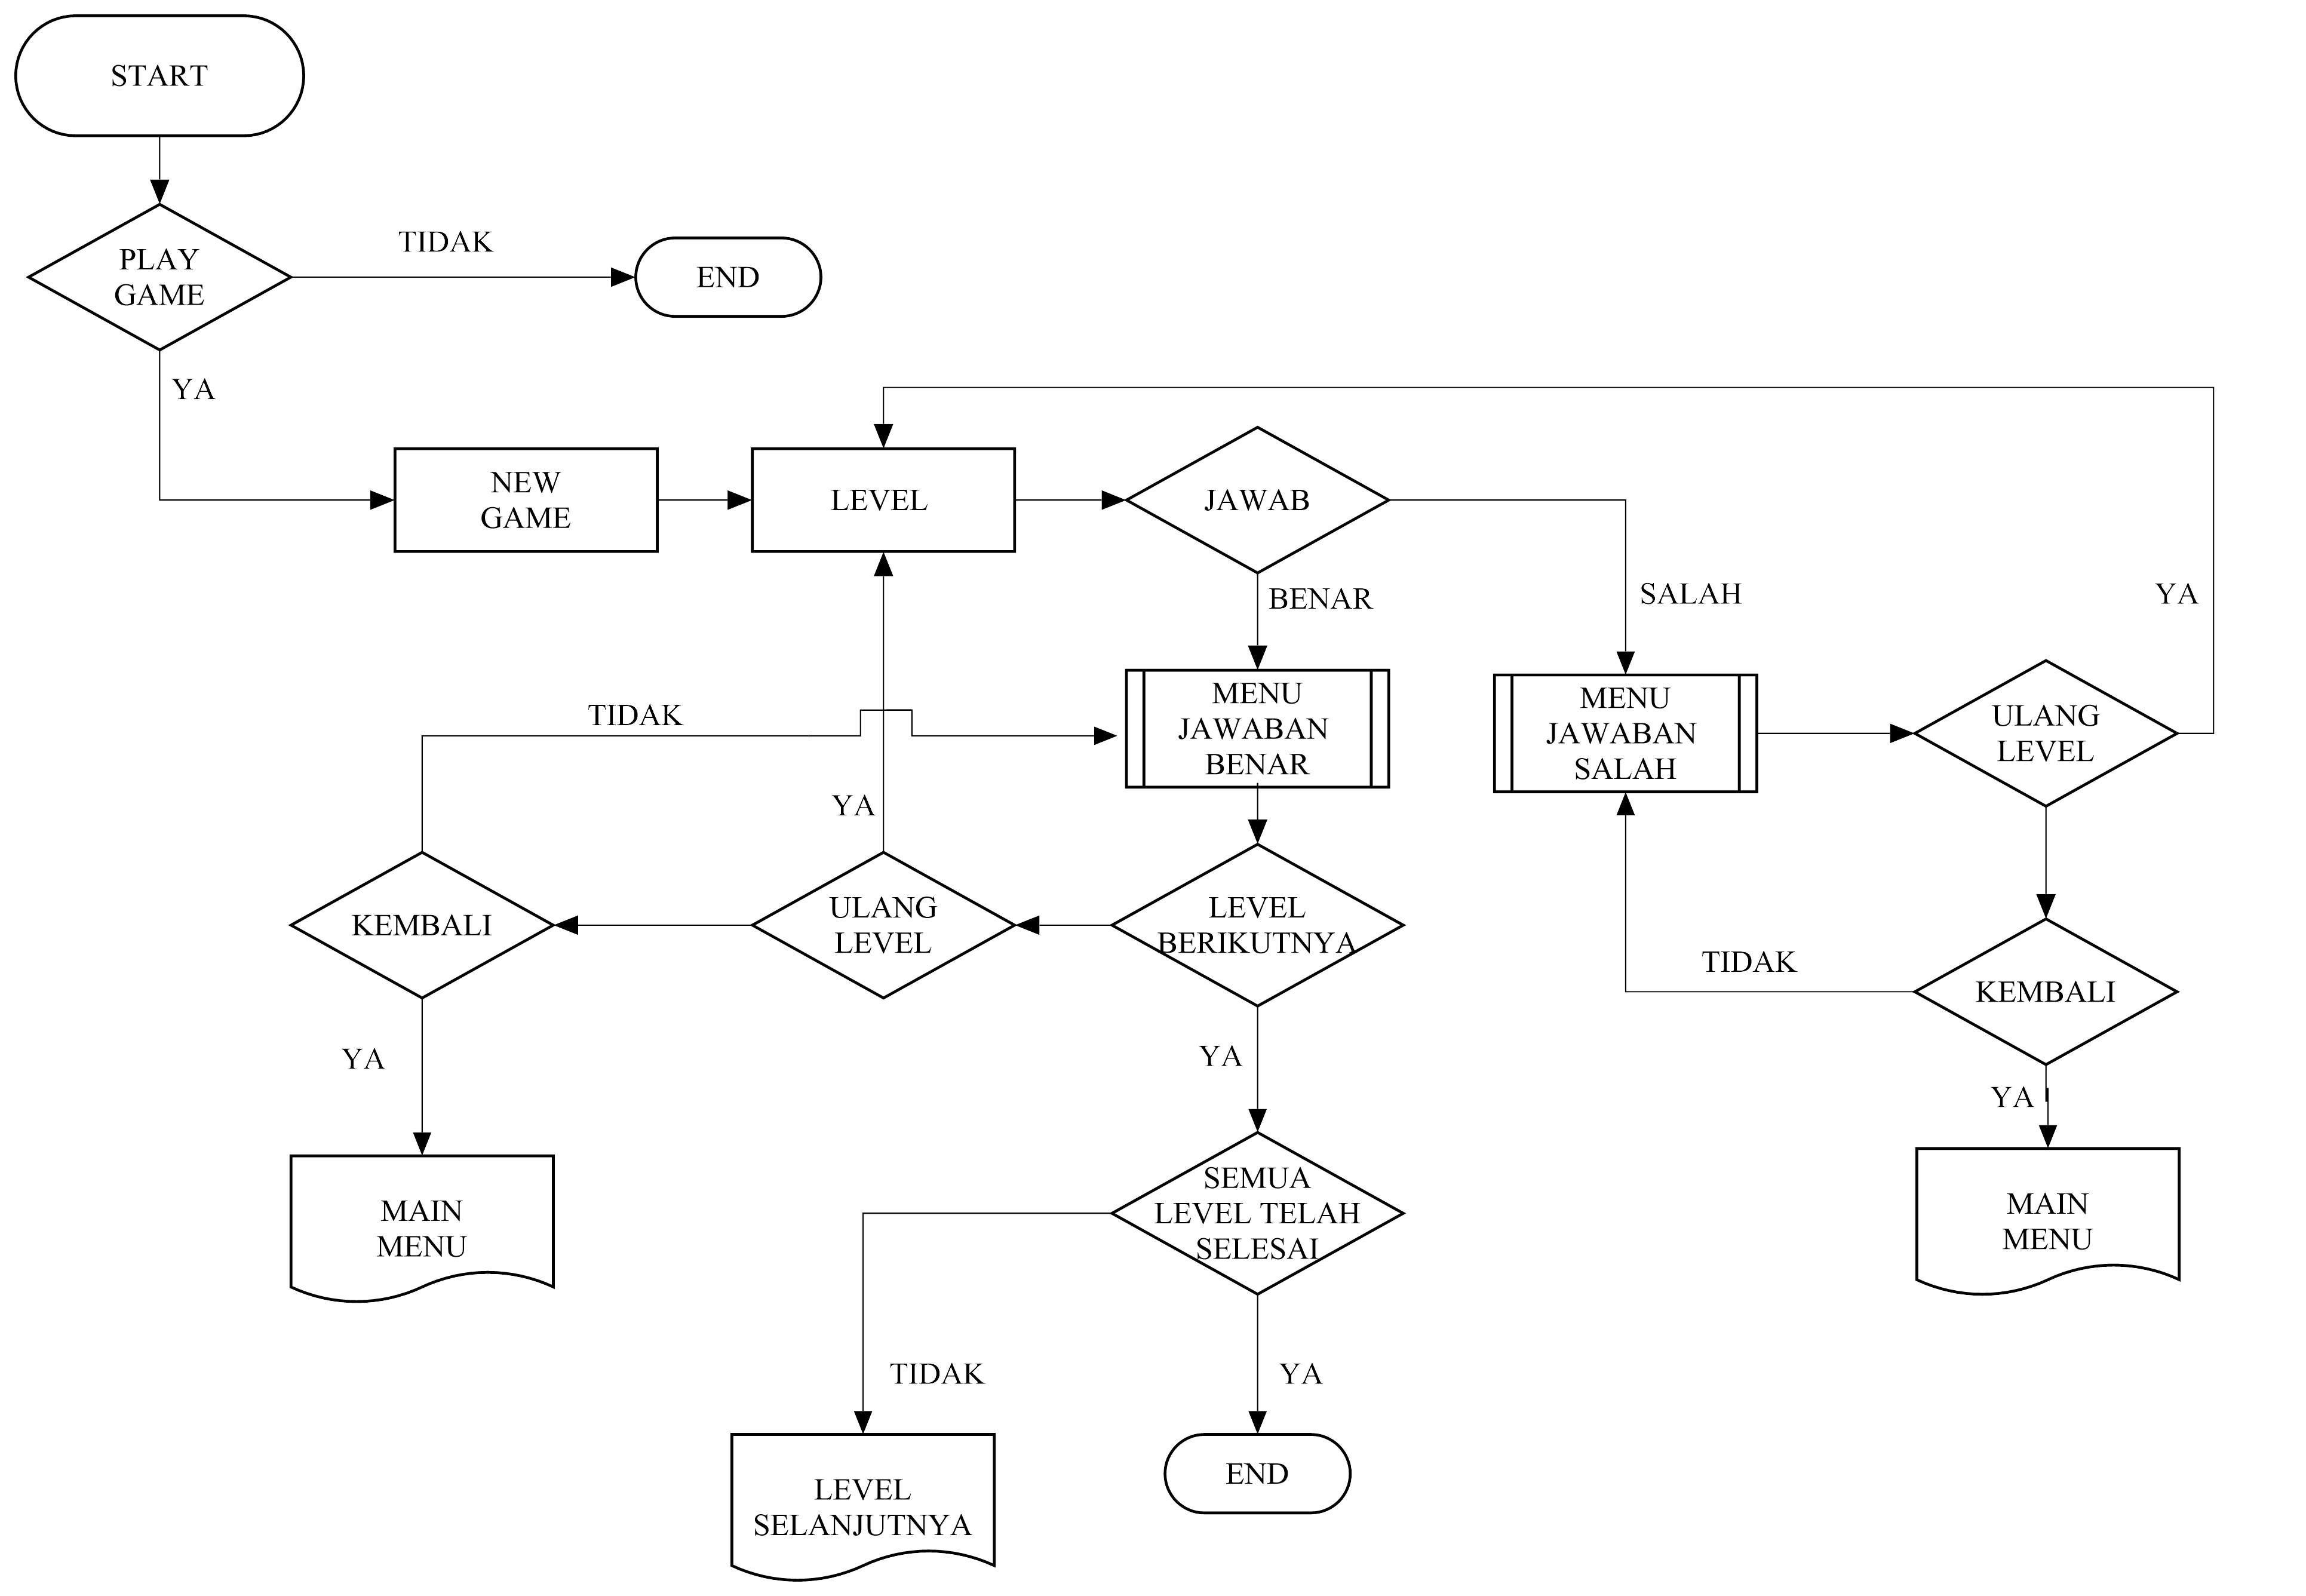 START
PLAY
GAME
TIDAK
END
YA
NEW
GAME
LEVEL
JAWAB
BENAR
SALAH
YA
TIDAK
MENU
JAWABAN
BENAR
MENU
JAWABAN
SALAH
ULANG
LEVEL
YA
KEMBALI
ULANG
LEVEL
LEVEL
BERIKUTNYA
TIDAK
KEMBALI
YA
YA
YA
MAIN
MENU
SEMUA
LEVEL TELAH
SELESAI
MAIN
MENU
TIDAK
YA
LEVEL
SELANJUTNYA
END